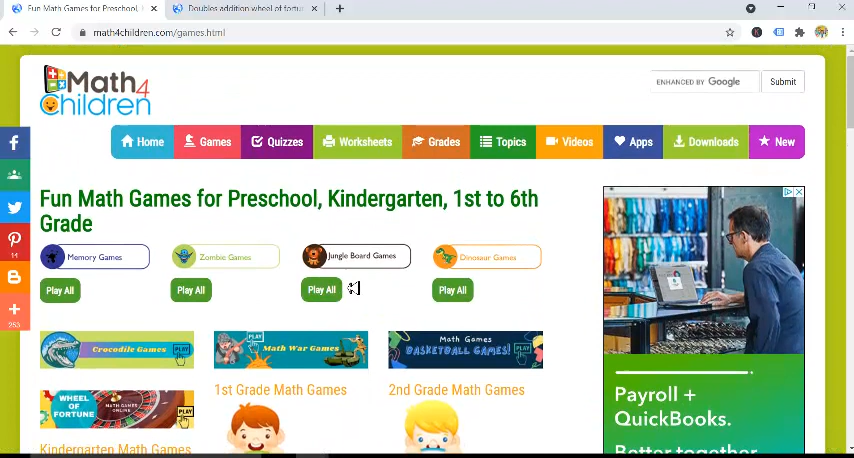 Fun Math Games for Preschool, 
Doubles addition wheel of fortu
math4children.com/games.html
Math4
Children
ENHANCED BY Google
Submit
Home
Games
Quizzes
Worksheets
Grades
Topics
Videos
Apps
Downloads
New
14
250
Fun Math Games for Preschool, Kindergarten, 1st to 6th
Grade
Memory Games
Zombie Games
Jungle Board Games
Dinosaur Games
Play All
Play All
Play All
Play All
Crocodile Games
PLAY
PLAY
Math War Games
Math Games
BASKETBALL GAMES!
PLAY
WHEEL
OF
FORTUNE
MATH GAMES
ONLINE
PLAY
1st Grade Math Games
2nd Grade Math Games
Kindergarten Math Games
Payroll +
QuickBooks.
Better together